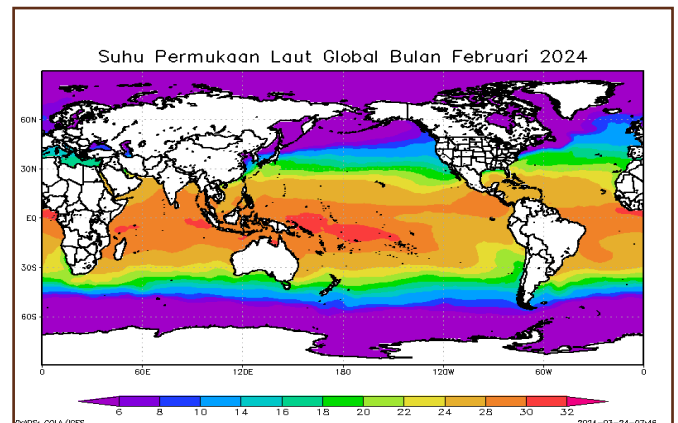 Suhu Permukaan Laut Global Bulan Februari 2024
60N
30N
EQ
30S
60S
0 60E 120E 180 120W 60W 0
6 8 10 14 16 18 20 22 24 28 30 32